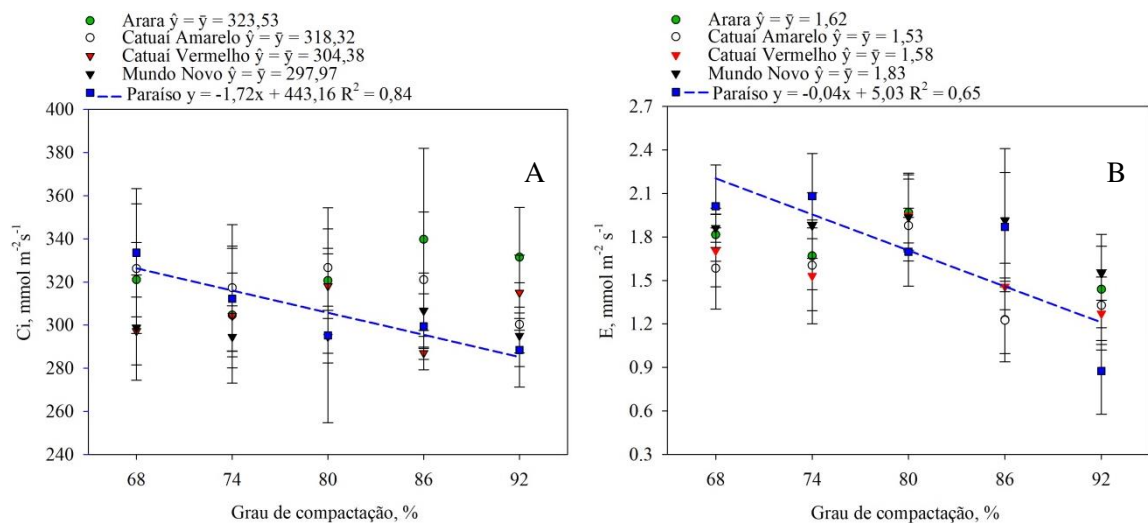 Arara ŷ = ȳ = 323,53
Catuaí Amarelo ŷ = ȳ = 318,32
Catuaí Vermelho ŷ = ȳ = 304,38
Mundo Novo ŷ = ȳ = 297,97
Paraíso y = -1,72x + 443,16 R² = 0,84
400
380
360
340
320
300
280
260
240
Ci, mmol m⁻² s⁻¹
A
68 74 80 86 92
Grau de compactação, %
Arara ŷ = ȳ = 1,62
Catuaí Amarelo ŷ = ȳ = 1,53
Catuaí Vermelho ŷ = ȳ = 1,58
Mundo Novo ŷ = ȳ = 1,83
Paraíso y = -0,04x + 5,03 R² = 0,65
2.7
2.4
2.1
1.8
1.5
1.2
0.9
0.6
0.3
E, mmol m⁻² s⁻¹
B
68 74 80 86 92
Grau de compactação, %